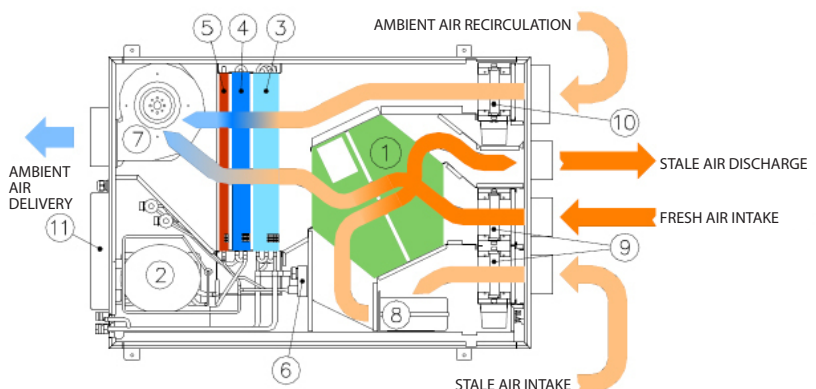 AMBIENT AIR RECIRCULATION
5
4
3
10
7
1
STALE AIR DISCHARGE
AMBIENT
AIR
DELIVERY
FRESH AIR INTAKE
11
2
9
8
6
STALE AIR INTAKE